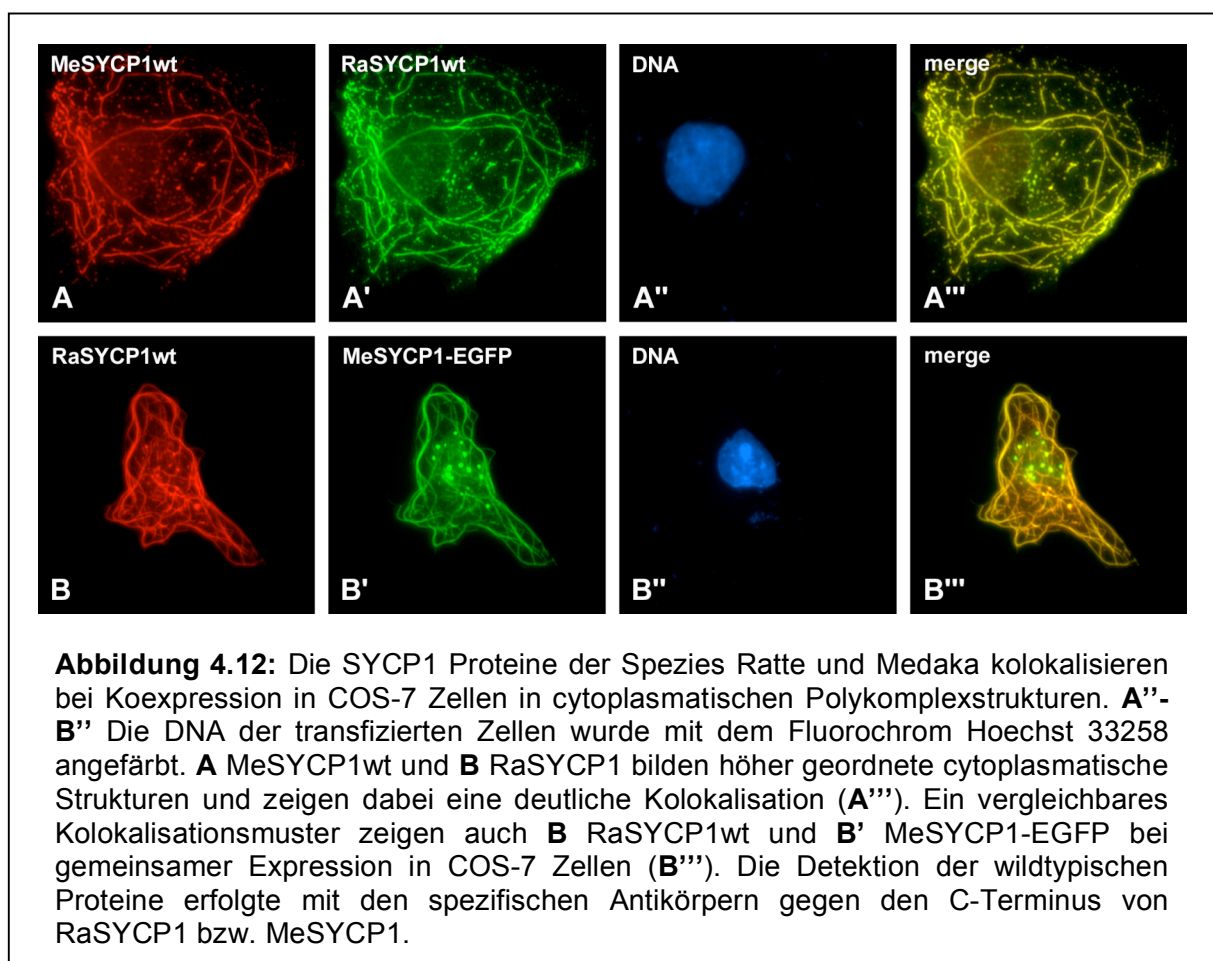 MeSYCP1wt RaSYCP1wt DNA merge
A A' A'' A'''
RaSYCP1wt MeSYCP1-EGFP DNA merge
B B' B'' B'''
Abbildung 4.12: Die SYCP1 Proteine der Spezies Ratte und Medaka kolokalisieren
bei Koexpression in COS-7 Zellen in cytoplasmatischen Polykomplexstrukturen. A’’-
B’’ Die DNA der transfizierten Zellen wurde mit dem Fluorochrom Hoechst 33258
angefärbt. A MeSYCP1wt und B RaSYCP1 bilden höher geordnete cytoplasmatische
Strukturen und zeigen dabei eine deutliche Kolokalisation (A’’’). Ein vergleichbares
Kolokalisationsmuster zeigen auch B RaSYCP1wt und B’ MeSYCP1-EGFP bei
gemeinsamer Expression in COS-7 Zellen (B’’’). Die Detektion der wildtypischen
Proteine erfolgte mit den spezifischen Antikörpern gegen den C-Terminus von
RaSYCP1 bzw. MeSYCP1.